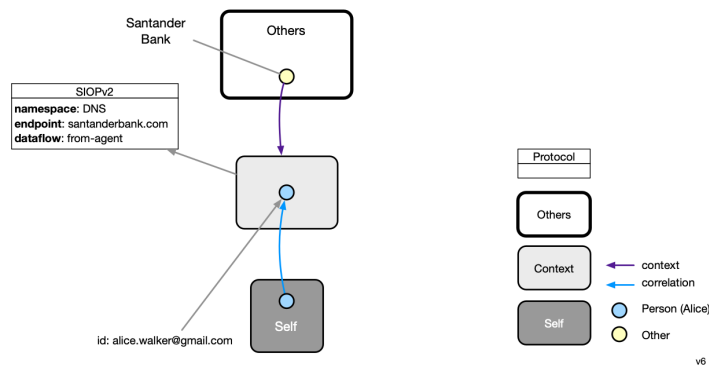 Santander
Bank
Others
SIOPv2
namespace: DNS
endpoint: santanderbank.com
dataflow: from-agent
Self
id: alice.walker@gmail.com
Protocol
Others
Context
context
correlation
Self
Person (Alice)
Other
v6